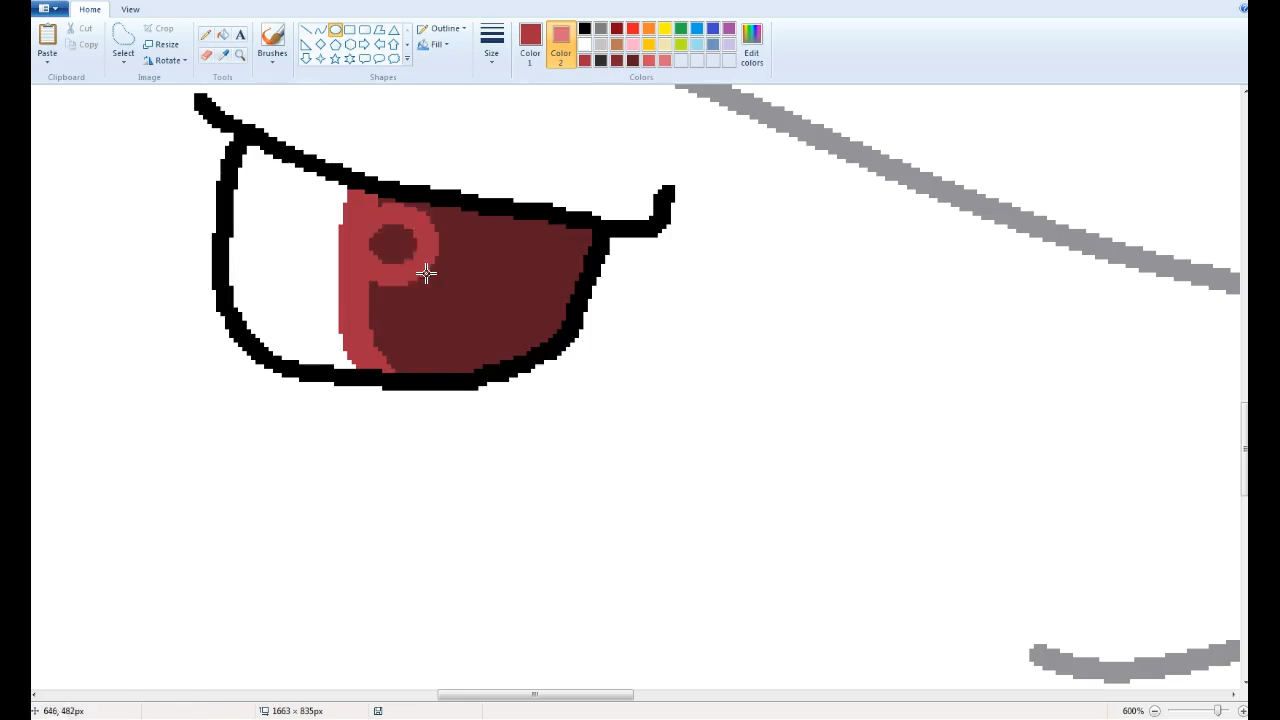 Home View
Paste
Cut
Copy
Clipboard
Select
Crop
Resize
Rotate
Image
A
Tools
Brushes
Shapes
Outline
Fill
Size
Color 1
Color 2
Edit colors
Colors
646, 482px
1663 × 835px
600%